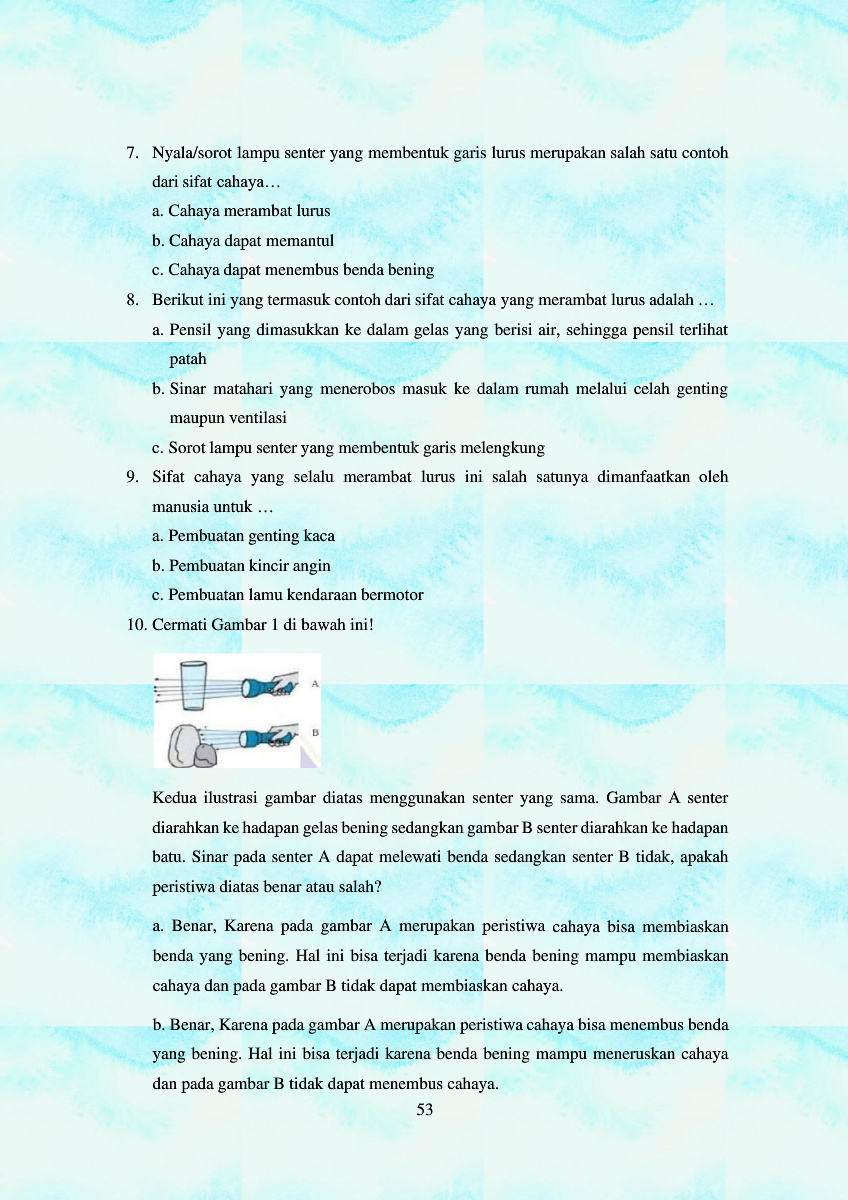 7. Nyala/sorot lampu senter yang membentuk garis lurus merupakan salah satu contoh
dari sifat cahaya…
a. Cahaya merambat lurus
b. Cahaya dapat memantul
c. Cahaya dapat menembus benda bening
8. Berikut ini yang termasuk contoh dari sifat cahaya yang merambat lurus adalah …
a. Pensil yang dimasukkan ke dalam gelas yang berisi air, sehingga pensil terlihat
patah
b. Sinar matahari yang menerobos masuk ke dalam rumah melalui celah genting
maupun ventilasi
c. Sorot lampu senter yang membentuk garis melengkung
9. Sifat cahaya yang selalu merambat lurus ini salah satunya dimanfaatkan oleh
manusia untuk …
a. Pembuatan genting kaca
b. Pembuatan kincir angin
c. Pembuatan lamu kendaraan bermotor
10. Cermati Gambar 1 di bawah ini!
A
B
Kedua ilustrasi gambar diatas menggunakan senter yang sama. Gambar A senter
diarahkan ke hadapan gelas bening sedangkan gambar B senter diarahkan ke hadapan
batu. Sinar pada senter A dapat melewati benda sedangkan senter B tidak, apakah
peristiwa diatas benar atau salah?
a. Benar, Karena pada gambar A merupakan peristiwa cahaya bisa membiaskan
benda yang bening. Hal ini bisa terjadi karena benda bening mampu membiaskan
cahaya dan pada gambar B tidak dapat membiaskan cahaya.
b. Benar, Karena pada gambar A merupakan peristiwa cahaya bisa menembus benda
yang bening. Hal ini bisa terjadi karena benda bening mampu meneruskan cahaya
dan pada gambar B tidak dapat menembus cahaya.
53